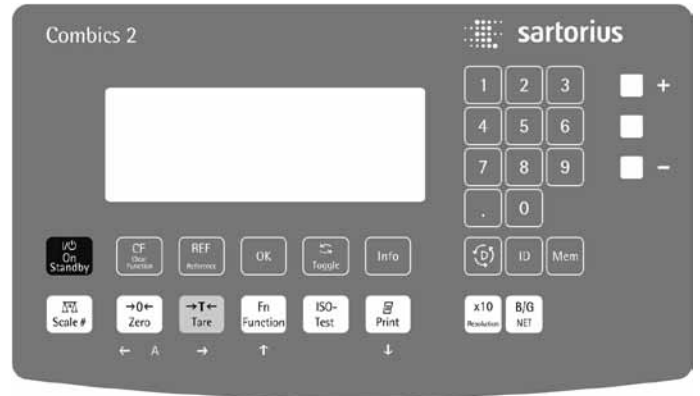 Combics 2
sartorius
1 2 3
+
4 5 6
7 8 9
-
. 0
I/⏻
On
Standby
CF
Clear
Function
REF
Reference
OK
Toggle
Info
D
ID
Mem
Scale #
→0←
Zero
→T←
Tare
Fn
Function
ISO-
Test
Print
x10
Resolution
B/G
NET
← A → ↑ ↓